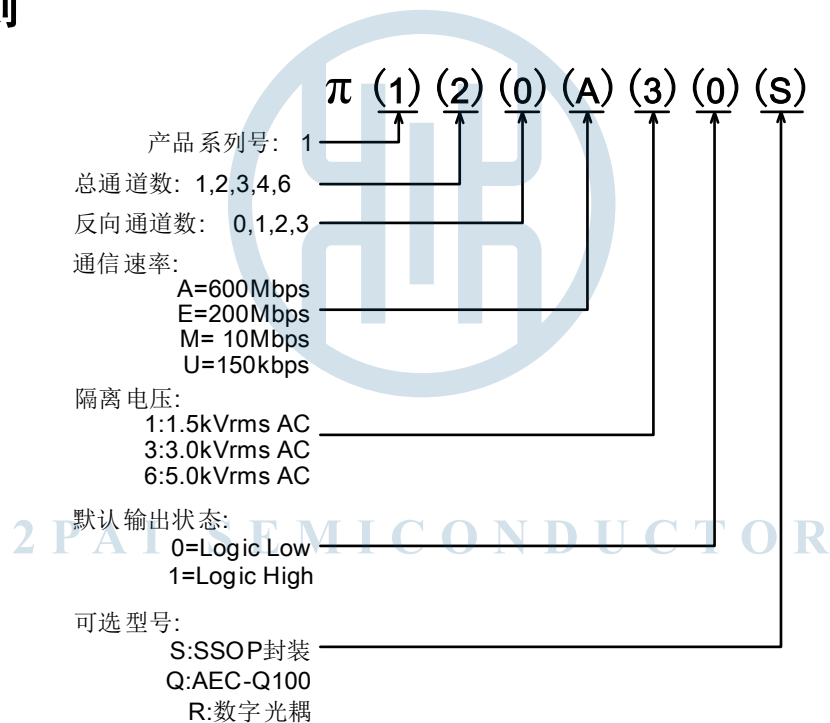 π (1) (2) (0) (A) (3) (0) (S)
产品系列号: 1
总通道数: 1,2,3,4,6
反向通道数: 0,1,2,3
通信速率:
A=600Mbps
E=200Mbps
M= 10Mbps
U=150kbps
隔离电压:
1:1.5kVrms AC
3:3.0kVrms AC
6:5.0kVrms AC
默认输出状态:
2PAI SEMICONDUCTOR
0=Logic Low
1=Logic High
可选型号:
S:SSOP封装
Q:AEC-Q100
R:数字光耦